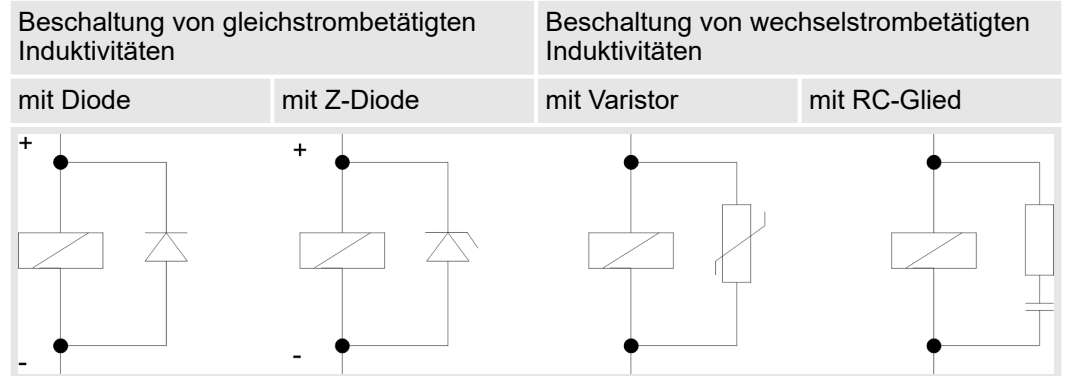 Beschaltung von gleichstrombetätigten
Induktivitäten
Beschaltung von wechselstrombetätigten
Induktivitäten
mit Diode
mit Z-Diode
mit Varistor
mit RC-Glied
+
+
-
-